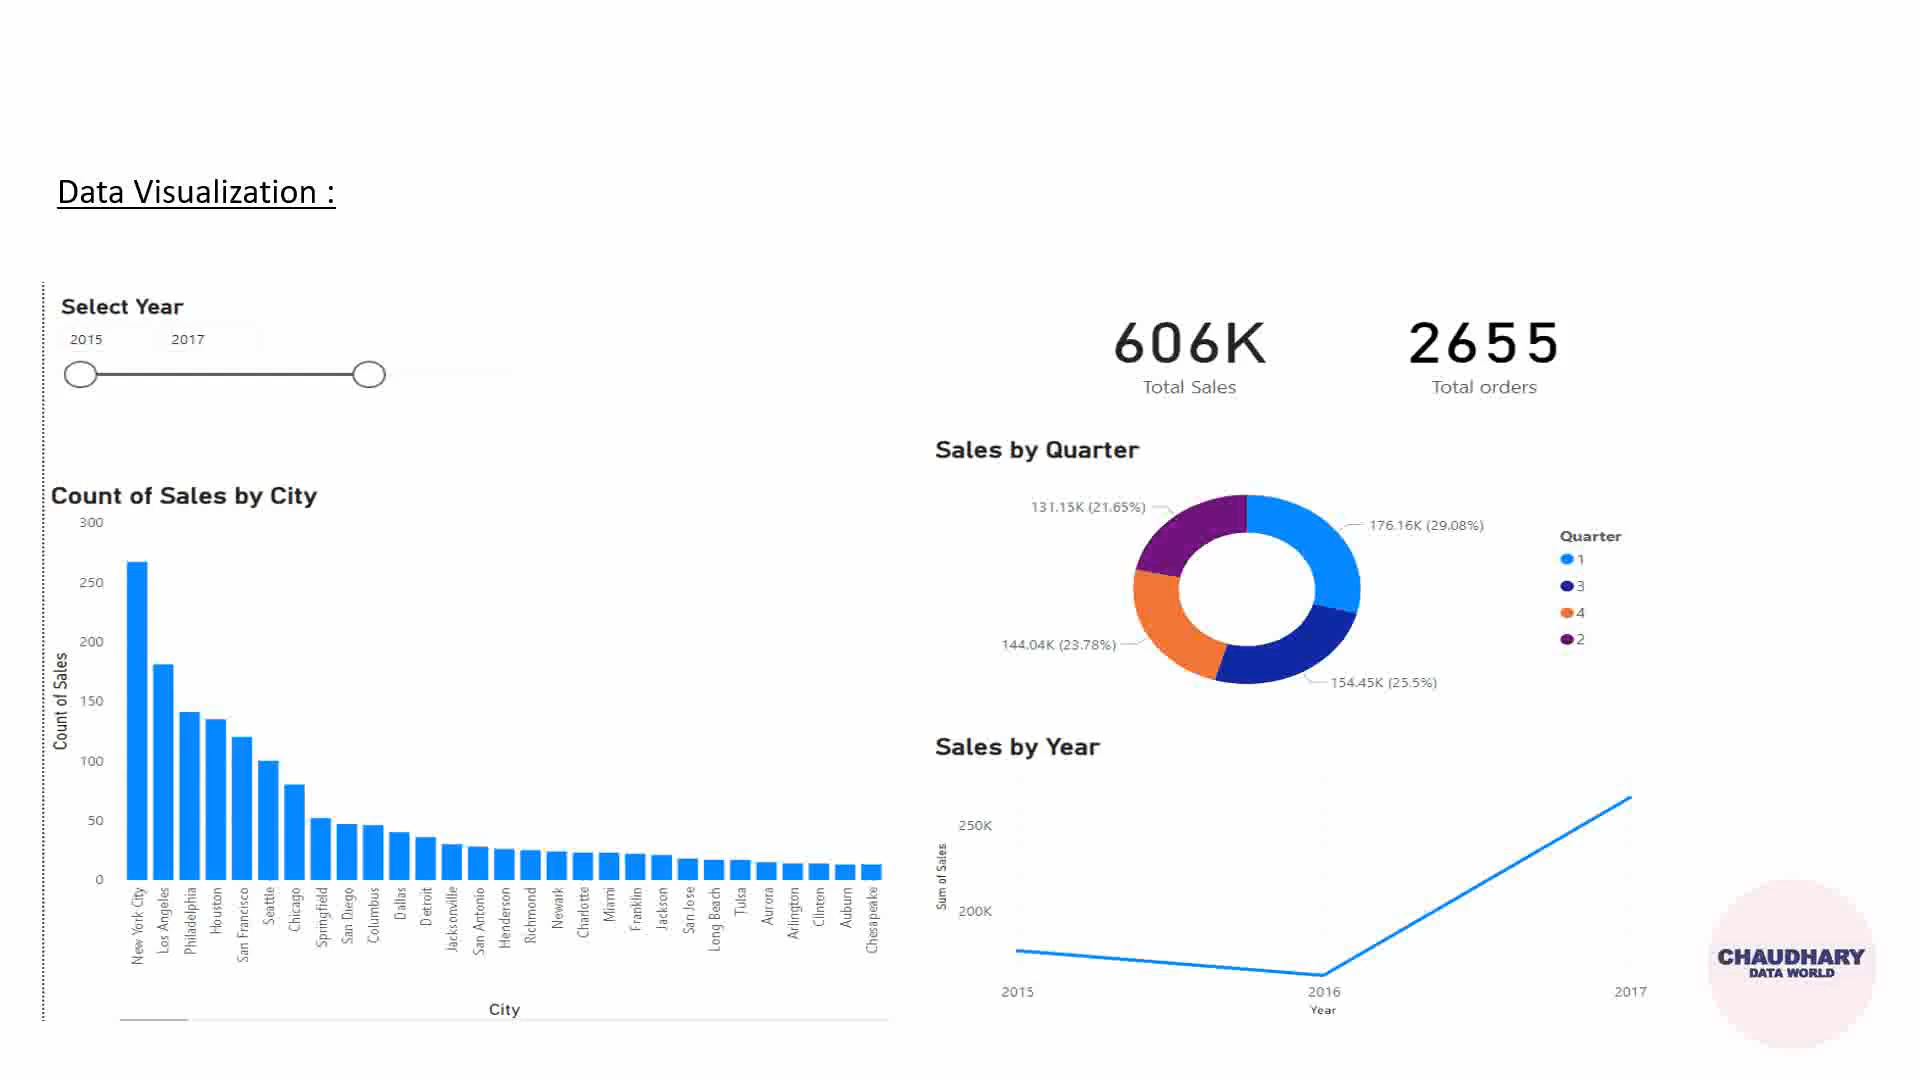 Data Visualization :
Select Year
2015 2017
606K
Total Sales
2655
Total orders
Count of Sales by City
Count of Sales
300
250
200
150
100
50
0
New York City
Los Angeles
Philadelphia
Houston
San Francisco
Seattle
Chicago
Springfield
San Diego
Columbus
Dallas
Detroit
Jacksonville
San Antonio
Henderson
Richmond
Newark
Charlotte
Miami
Franklin
Jackson
San Jose
Long Beach
Tulsa
Aurora
Arlington
Clinton
Auburn
Chesapeake
City
Sales by Quarter
131.15K (21.65%)
176.16K (29.08%)
144.04K (23.78%)
154.45K (25.5%)
Quarter
1
3
4
2
Sales by Year
Sum of Sales
250K
200K
2015 2016 2017
Year
CHAUDHARY
DATA WORLD